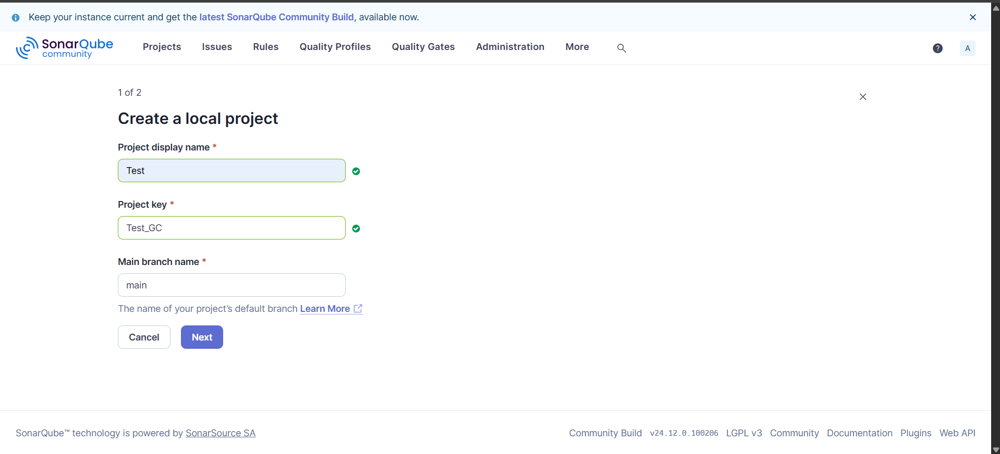 Keep your instance current and get the latest SonarQube Community Build, available now.
SonarQube community
Projects Issues Rules Quality Profiles Quality Gates Administration More
? A
1 of 2
Create a local project
Project display name *
Test
Project key *
Test_GC
Main branch name *
main
The name of your project’s default branch Learn More
Cancel Next
SonarQube™ technology is powered by SonarSource SA
Community Build v24.12.0.100206 LGPL v3 Community Documentation Plugins Web API